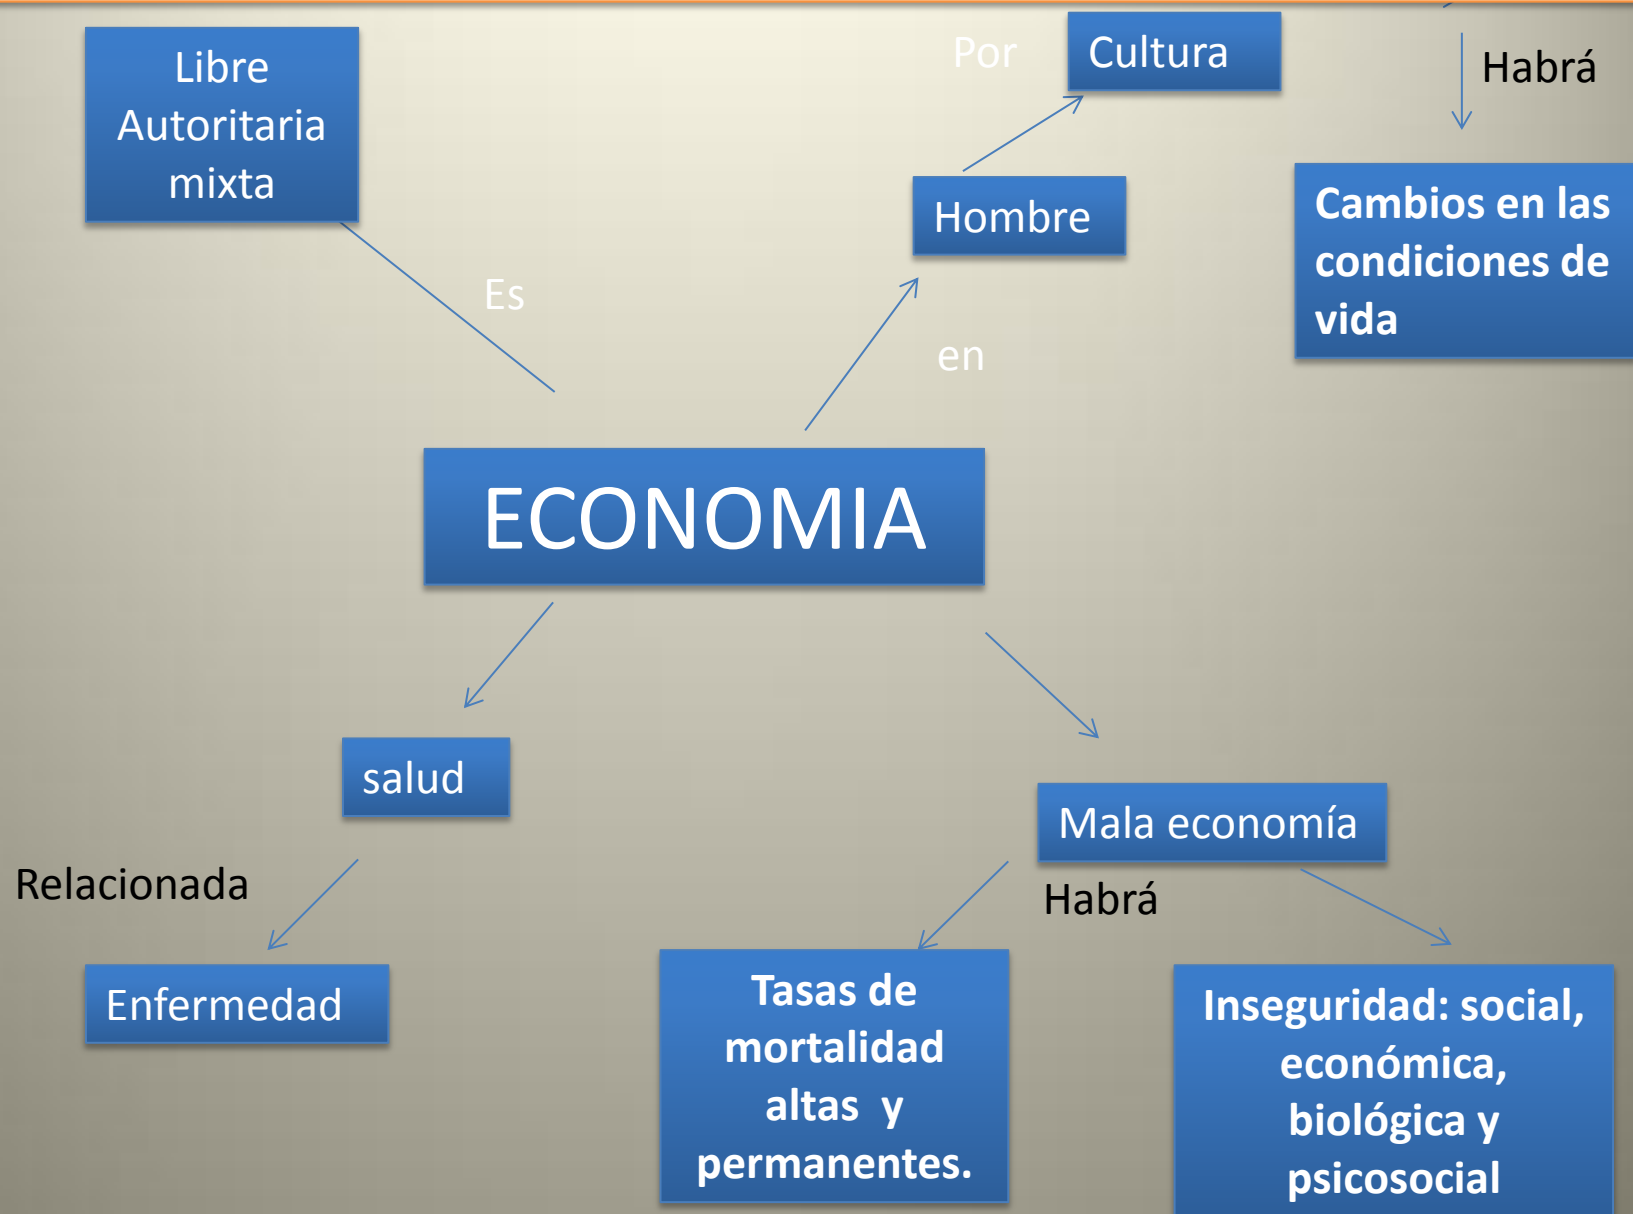 Libre
Autoritaria
mixta
Por
Cultura
Habrá
Hombre
Cambios en las
condiciones de
vida
Es
en
ECONOMIA
salud
Mala economía
Relacionada
Habrá
Enfermedad
Tasas de
mortalidad
altas y
permanentes.
Inseguridad: social,
económica,
biológica y
psicosocial